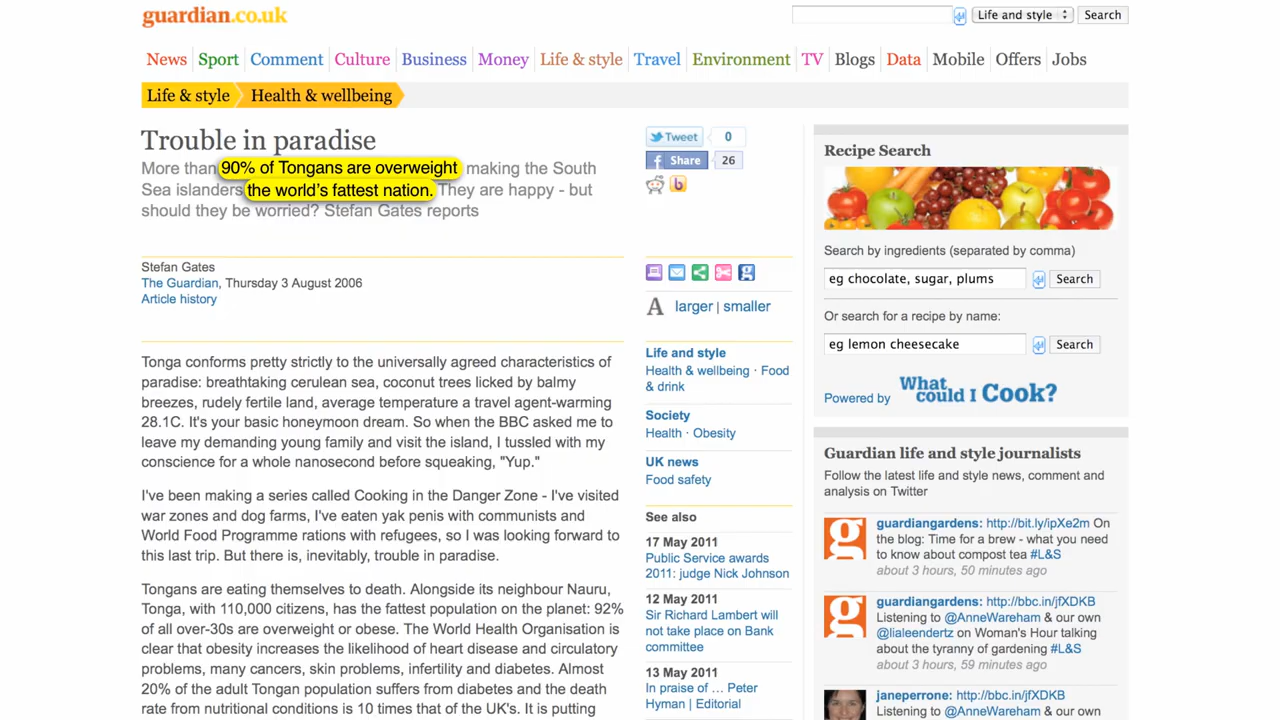 guardian.co.uk
Life and style
Search
News Sport Comment Culture Business Money Life & style Travel Environment TV Blogs Data Mobile Offers Jobs
Life & style Health & wellbeing
Trouble in paradise
More than 90% of Tongans are overweight making the South
Sea islanders the world's fattest nation. They are happy - but
should they be worried? Stefan Gates reports
Stefan Gates
The Guardian, Thursday 3 August 2006
Article history
Tonga conforms pretty strictly to the universally agreed characteristics of
paradise: breathtaking cerulean sea, coconut trees licked by balmy
breezes, rudely fertile land, average temperature a travel agent-warming
28.1C. It's your basic honeymoon dream. So when the BBC asked me to
leave my demanding young family and visit the island, I tussled with my
conscience for a whole nanosecond before squeaking, "Yup."
I've been making a series called Cooking in the Danger Zone - I've visited
war zones and dog farms, I've eaten yak penis with communists and
World Food Programme rations with refugees, so I was looking forward to
this last trip. But there is, inevitably, trouble in paradise.
Tongans are eating themselves to death. Alongside its neighbour Nauru,
Tonga, with 110,000 citizens, has the fattest population on the planet: 92%
of all over-30s are overweight or obese. The World Health Organisation is
clear that obesity increases the likelihood of heart disease and circulatory
problems, many cancers, skin problems, infertility and diabetes. Almost
20% of the adult Tongan population suffers from diabetes and the death
rate from nutritional conditions is 10 times that of the UK's. It is putting
Tweet 0
f Share 26
b
g
A larger | smaller
Life and style
Health & wellbeing · Food
& drink
Society
Health · Obesity
UK news
Food safety
See also
17 May 2011
Public Service awards
2011: judge Nick Johnson
12 May 2011
Sir Richard Lambert will
not take place on Bank
committee
13 May 2011
In praise of … Peter
Hyman | Editorial
Recipe Search
Search by ingredients (separated by comma)
eg chocolate, sugar, plums
Search
Or search for a recipe by name:
eg lemon cheesecake
Search
Powered by What could I Cook?
Guardian life and style journalists
Follow the latest life and style news, comment and
analysis on Twitter
g
guardiangardens: http://bit.ly/ipXe2m On
the blog: Time for a brew - what you need
to know about compost tea #L&S
about 3 hours, 50 minutes ago
g
guardiangardens: http://bbc.in/jfXDKB
Listening to @AnneWareham & our own
@lialeendertz on Woman's Hour talking
about the tyranny of gardening #L&S
about 3 hours, 59 minutes ago
janeperrone: http://bbc.in/jfXDKB
Listening to @AnneWareham & our own